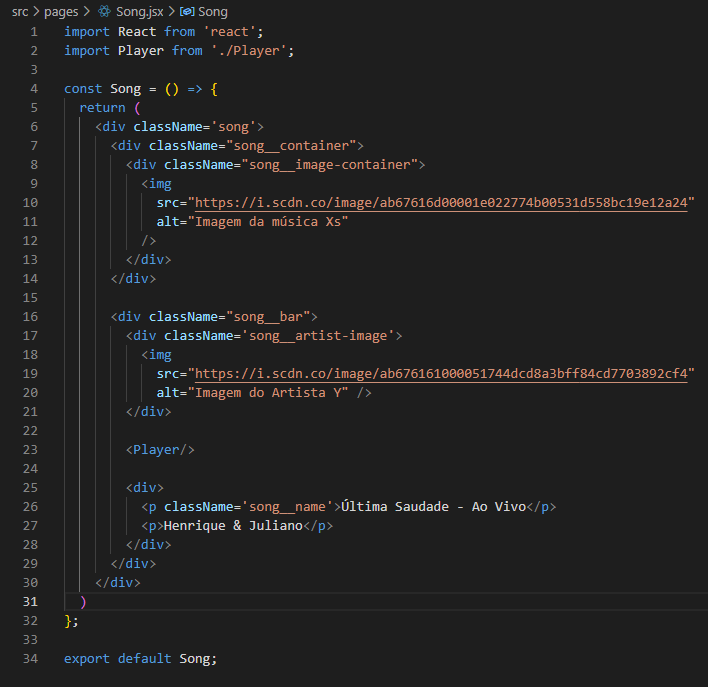 src > pages > Song.jsx > Song
1 import React from 'react';
2 import Player from './Player';
3
4 const Song = () => {
5   return (
6     <div className='song'>
7       <div className="song__container">
8         <div className="song__image-container">
9           <img
10             src="https://i.scdn.co/image/ab67616d00001e022774b00531d558bc19e12a24"
11             alt="Imagem da música Xs"
12           />
13         </div>
14       </div>
15
16       <div className="song__bar">
17         <div className='song__artist-image'>
18           <img
19             src="https://i.scdn.co/image/ab676161000051744dcd8a3bff84cd7703892cf4"
20             alt="Imagem do Artista Y" />
21         </div>
22
23         <Player/>
24
25         <div>
26           <p className='song__name'>Última Saudade - Ao Vivo</p>
27           <p>Henrique & Juliano</p>
28         </div>
29       </div>
30     </div>
31   )
32 };
33
34 export default Song;